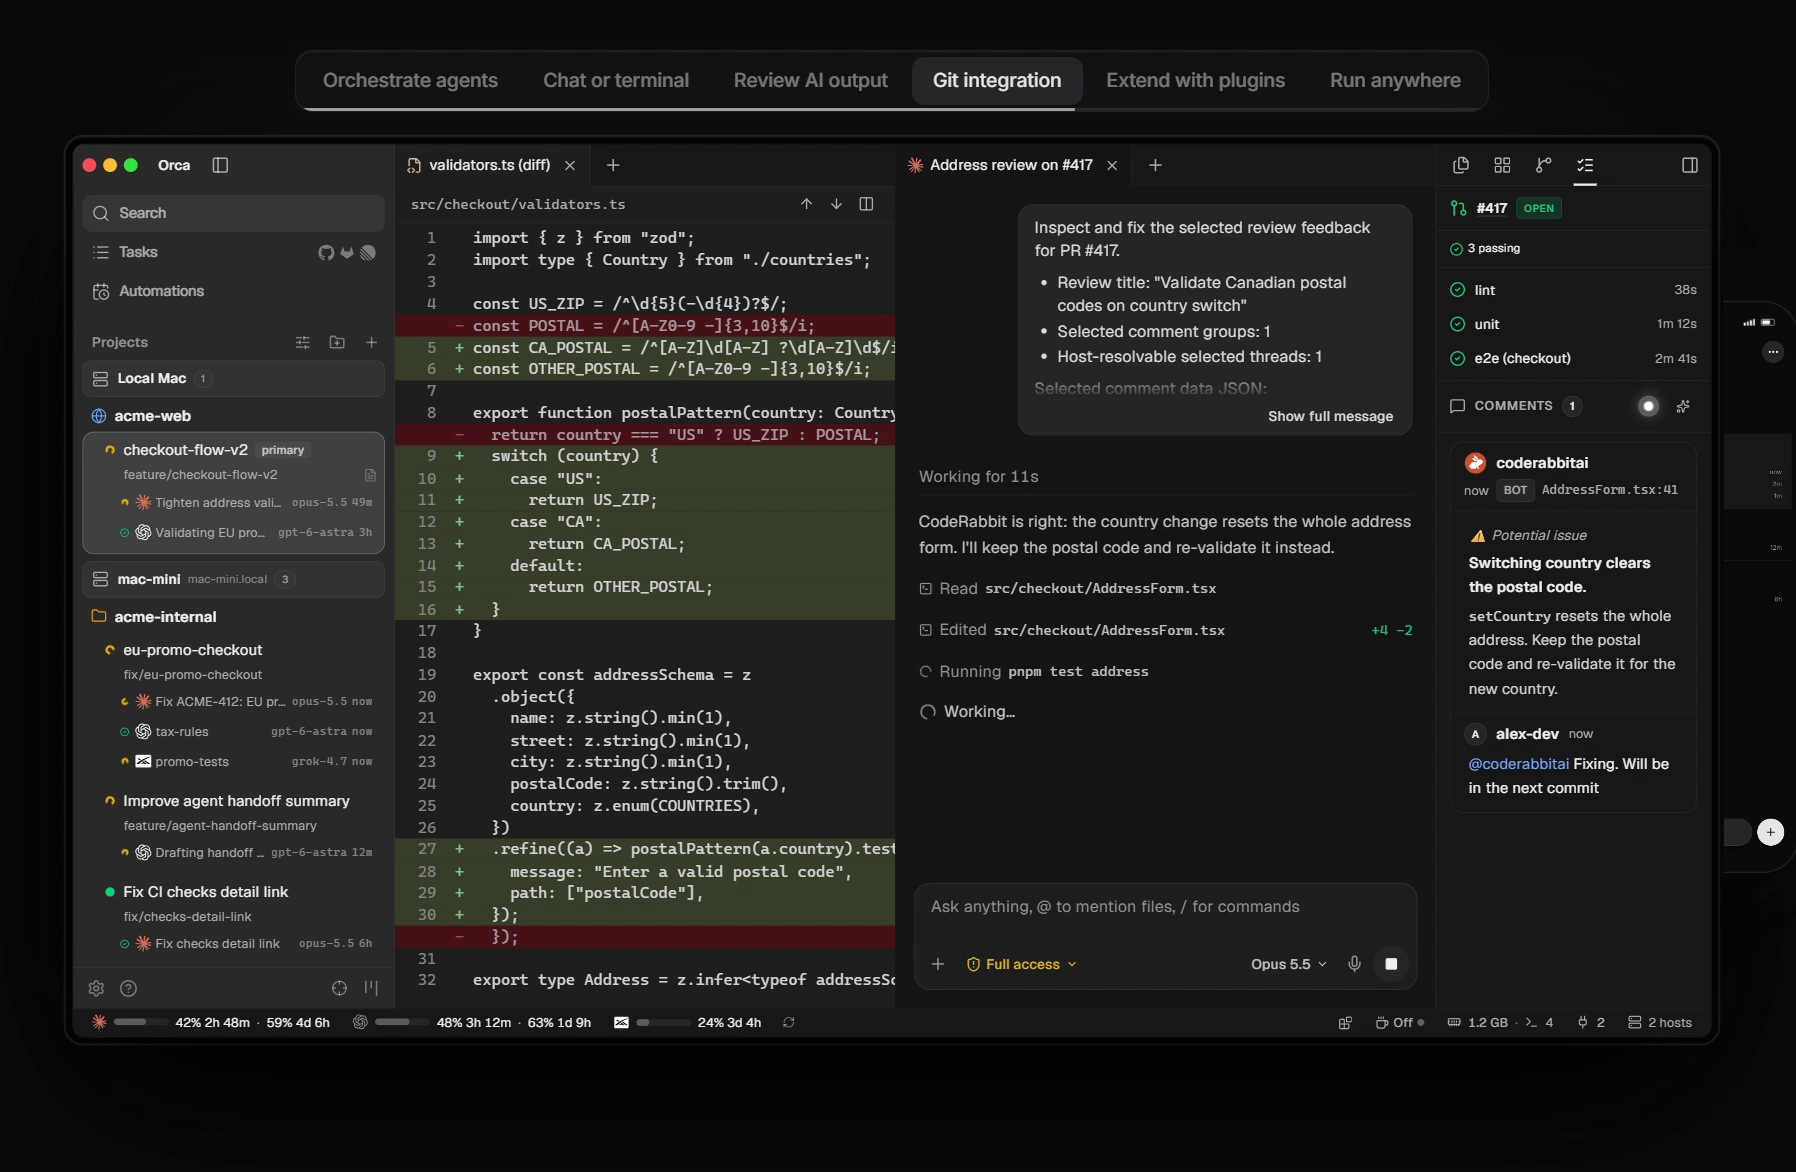 Orchestrate agents
Chat or terminal
Review AI output
Git integration
Extend with plugins
Run anywhere
Orca
Search
Tasks
Automations
Projects
Local Mac 1
acme-web
checkout-flow-v2 primary
feature/checkout-flow-v2
Tighten address vali... opus-5.5 49m
Validating EU pro... gpt-6-astra 3h
mac-mini mac-mini.local 3
acme-internal
eu-promo-checkout
fix/eu-promo-checkout
Fix ACME-412: EU pr... opus-5.5 now
tax-rules gpt-6-astra now
promo-tests grok-4.7 now
Improve agent handoff summary
feature/agent-handoff-summary
Drafting handoff ... gpt-6-astra 12m
Fix CI checks detail link
fix/checks-detail-link
Fix checks detail link opus-5.5 6h
validators.ts (diff)
src/checkout/validators.ts
1 import { z } from "zod";
2 import type { Country } from "./countries";
3
4 const US_ZIP = /^\d{5}(-\d{4})?$/;
- const POSTAL = /^[A-Z0-9 -]{3,10}$/i;
5 + const CA_POSTAL = /^[A-Z]\d[A-Z] ?\d[A-Z]\d$/i
6 + const OTHER_POSTAL = /^[A-Z0-9 -]{3,10}$/i;
7
8 export function postalPattern(country: Country
- return country === "US" ? US_ZIP : POSTAL;
9 + switch (country) {
10 + case "US":
11 + return US_ZIP;
12 + case "CA":
13 + return CA_POSTAL;
14 + default:
15 + return OTHER_POSTAL;
16 + }
17 }
18
19 export const addressSchema = z
20 .object({
21 name: z.string().min(1),
22 street: z.string().min(1),
23 city: z.string().min(1),
24 postalCode: z.string().trim(),
25 country: z.enum(COUNTRIES),
26 })
27 + .refine((a) => postalPattern(a.country).test
28 + message: "Enter a valid postal code",
29 + path: ["postalCode"],
30 + });
- });
31
32 export type Address = z.infer<typeof addressSc
Address review on #417
Inspect and fix the selected review feedback
for PR #417.
• Review title: "Validate Canadian postal
codes on country switch"
• Selected comment groups: 1
• Host-resolvable selected threads: 1
Selected comment data JSON:
Show full message
Working for 11s
CodeRabbit is right: the country change resets the whole address
form. I'll keep the postal code and re-validate it instead.
Read src/checkout/AddressForm.tsx
Edited src/checkout/AddressForm.tsx +4 -2
Running pnpm test address
Working...
Ask anything, @ to mention files, / for commands
Full access
Opus 5.5
#417 OPEN
3 passing
lint 38s
unit 1m 12s
e2e (checkout) 2m 41s
COMMENTS 1
coderabbitai
now BOT AddressForm.tsx:41
Potential issue
Switching country clears
the postal code.
setCountry resets the whole
address. Keep the postal
code and re-validate it for the
new country.
A alex-dev now
@coderabbitai Fixing. Will be
in the next commit
42% 2h 48m · 59% 4d 6h
48% 3h 12m · 63% 1d 9h
24% 3d 4h
Off
1.2 GB · 4
2
2 hosts
now
2m
1m
12m